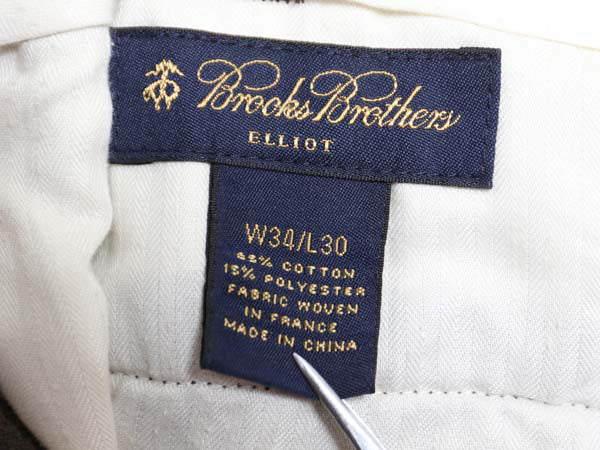 Brooks Brothers
ELLIOT
W34/L30
COTTON
15% POLYESTER
FABRIC WOVEN
IN FRANCE
MADE IN CHINA